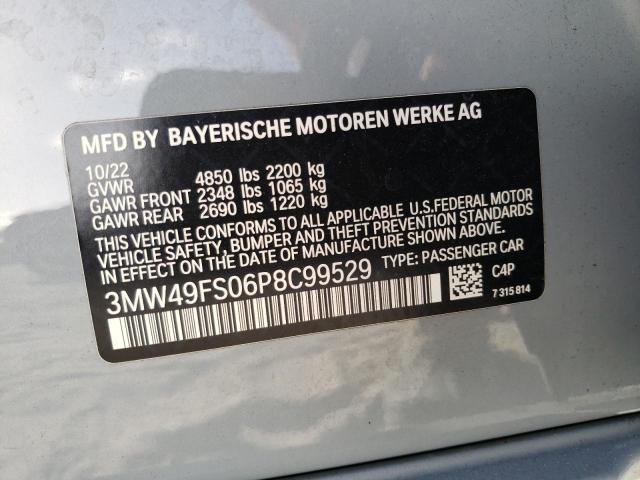 MFD BY BAYERISCHE MOTOREN WERKE AG
10/22
GVWR 4850 lbs 2200 kg
GAWR FRONT 2348 lbs 1065 kg
GAWR REAR 2690 lbs 1220 kg
THIS VEHICLE CONFORMS TO ALL APPLICABLE U.S.FEDERAL MOTOR
VEHICLE SAFETY, BUMPER AND THEFT PREVENTION STANDARDS
IN EFFECT ON THE DATE OF MANUFACTURE SHOWN ABOVE.
3MW49FS06P8C99529 TYPE: PASSENGER CAR
C4P
7 315 814